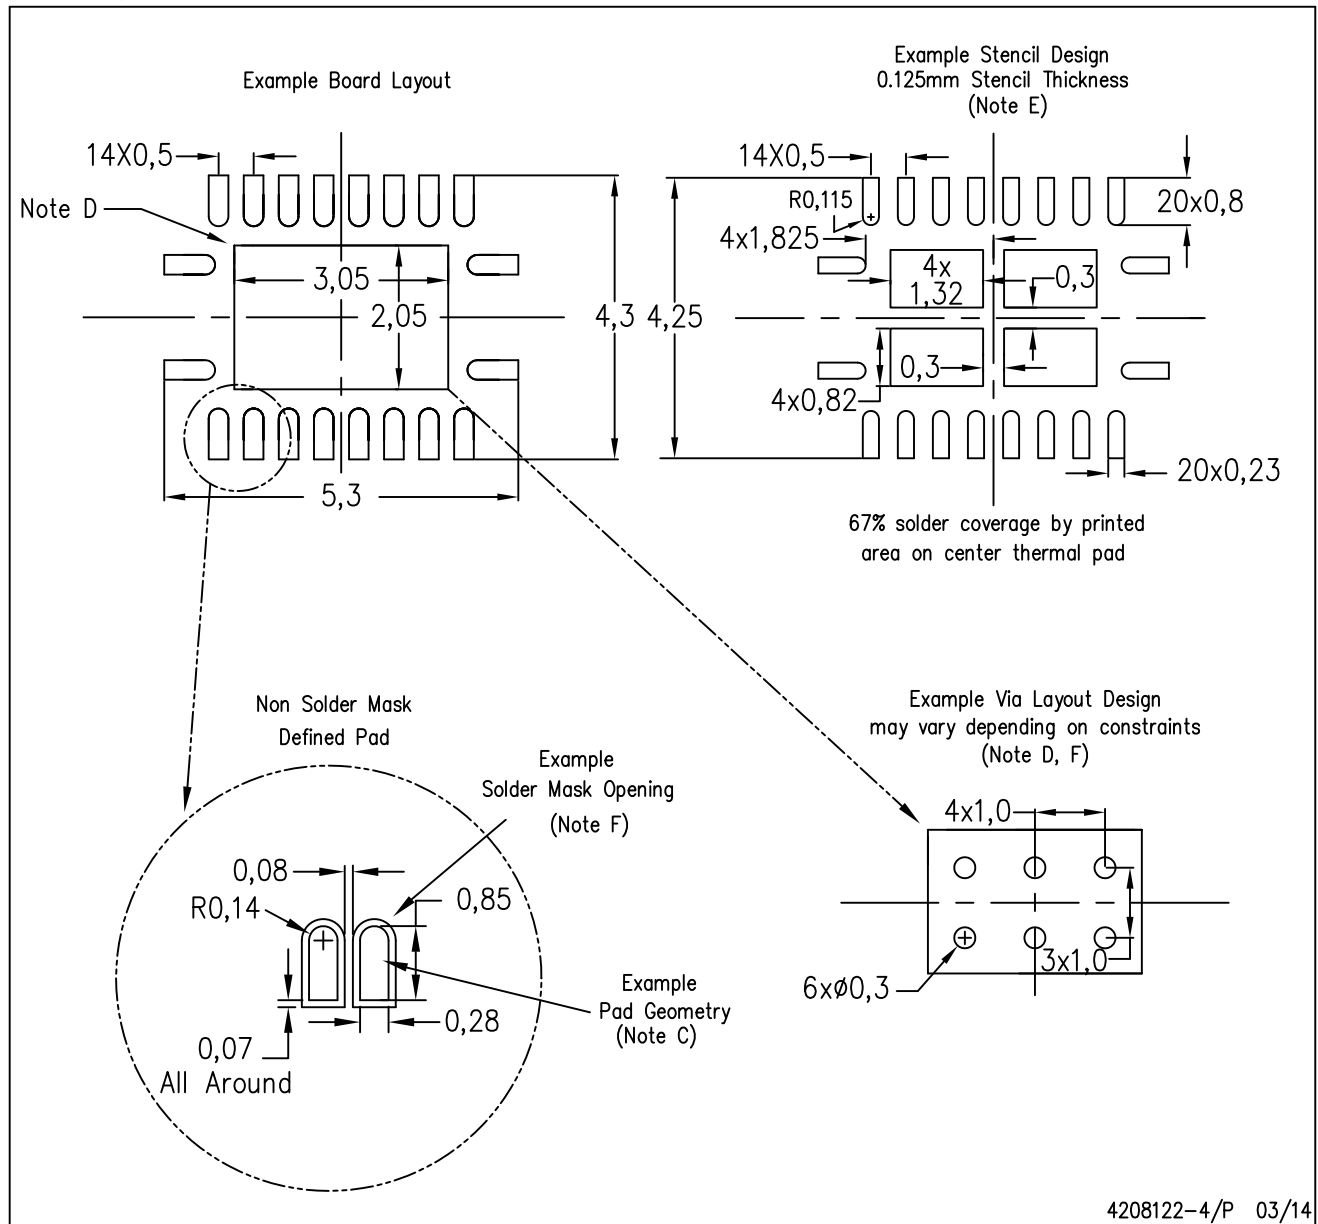 Example Board Layout
14X0,5
Note D
3,05
2,05
4,3
5,3
Example Stencil Design
0.125mm Stencil Thickness
(Note E)
14X0,5
R0,115
20x0,8
4x1,825
4x
1,32
0,3
4,25
0,3
4x0,82
20x0,23
67% solder coverage by printed
area on center thermal pad
Non Solder Mask
Defined Pad
Example
Solder Mask Opening
(Note F)
0,08
R0,14
0,85
Example
Pad Geometry
(Note C)
0,28
0,07
All Around
Example Via Layout Design
may vary depending on constraints
(Note D, F)
4x1,0
3x1,0
6xø0,3
4208122-4/P 03/14